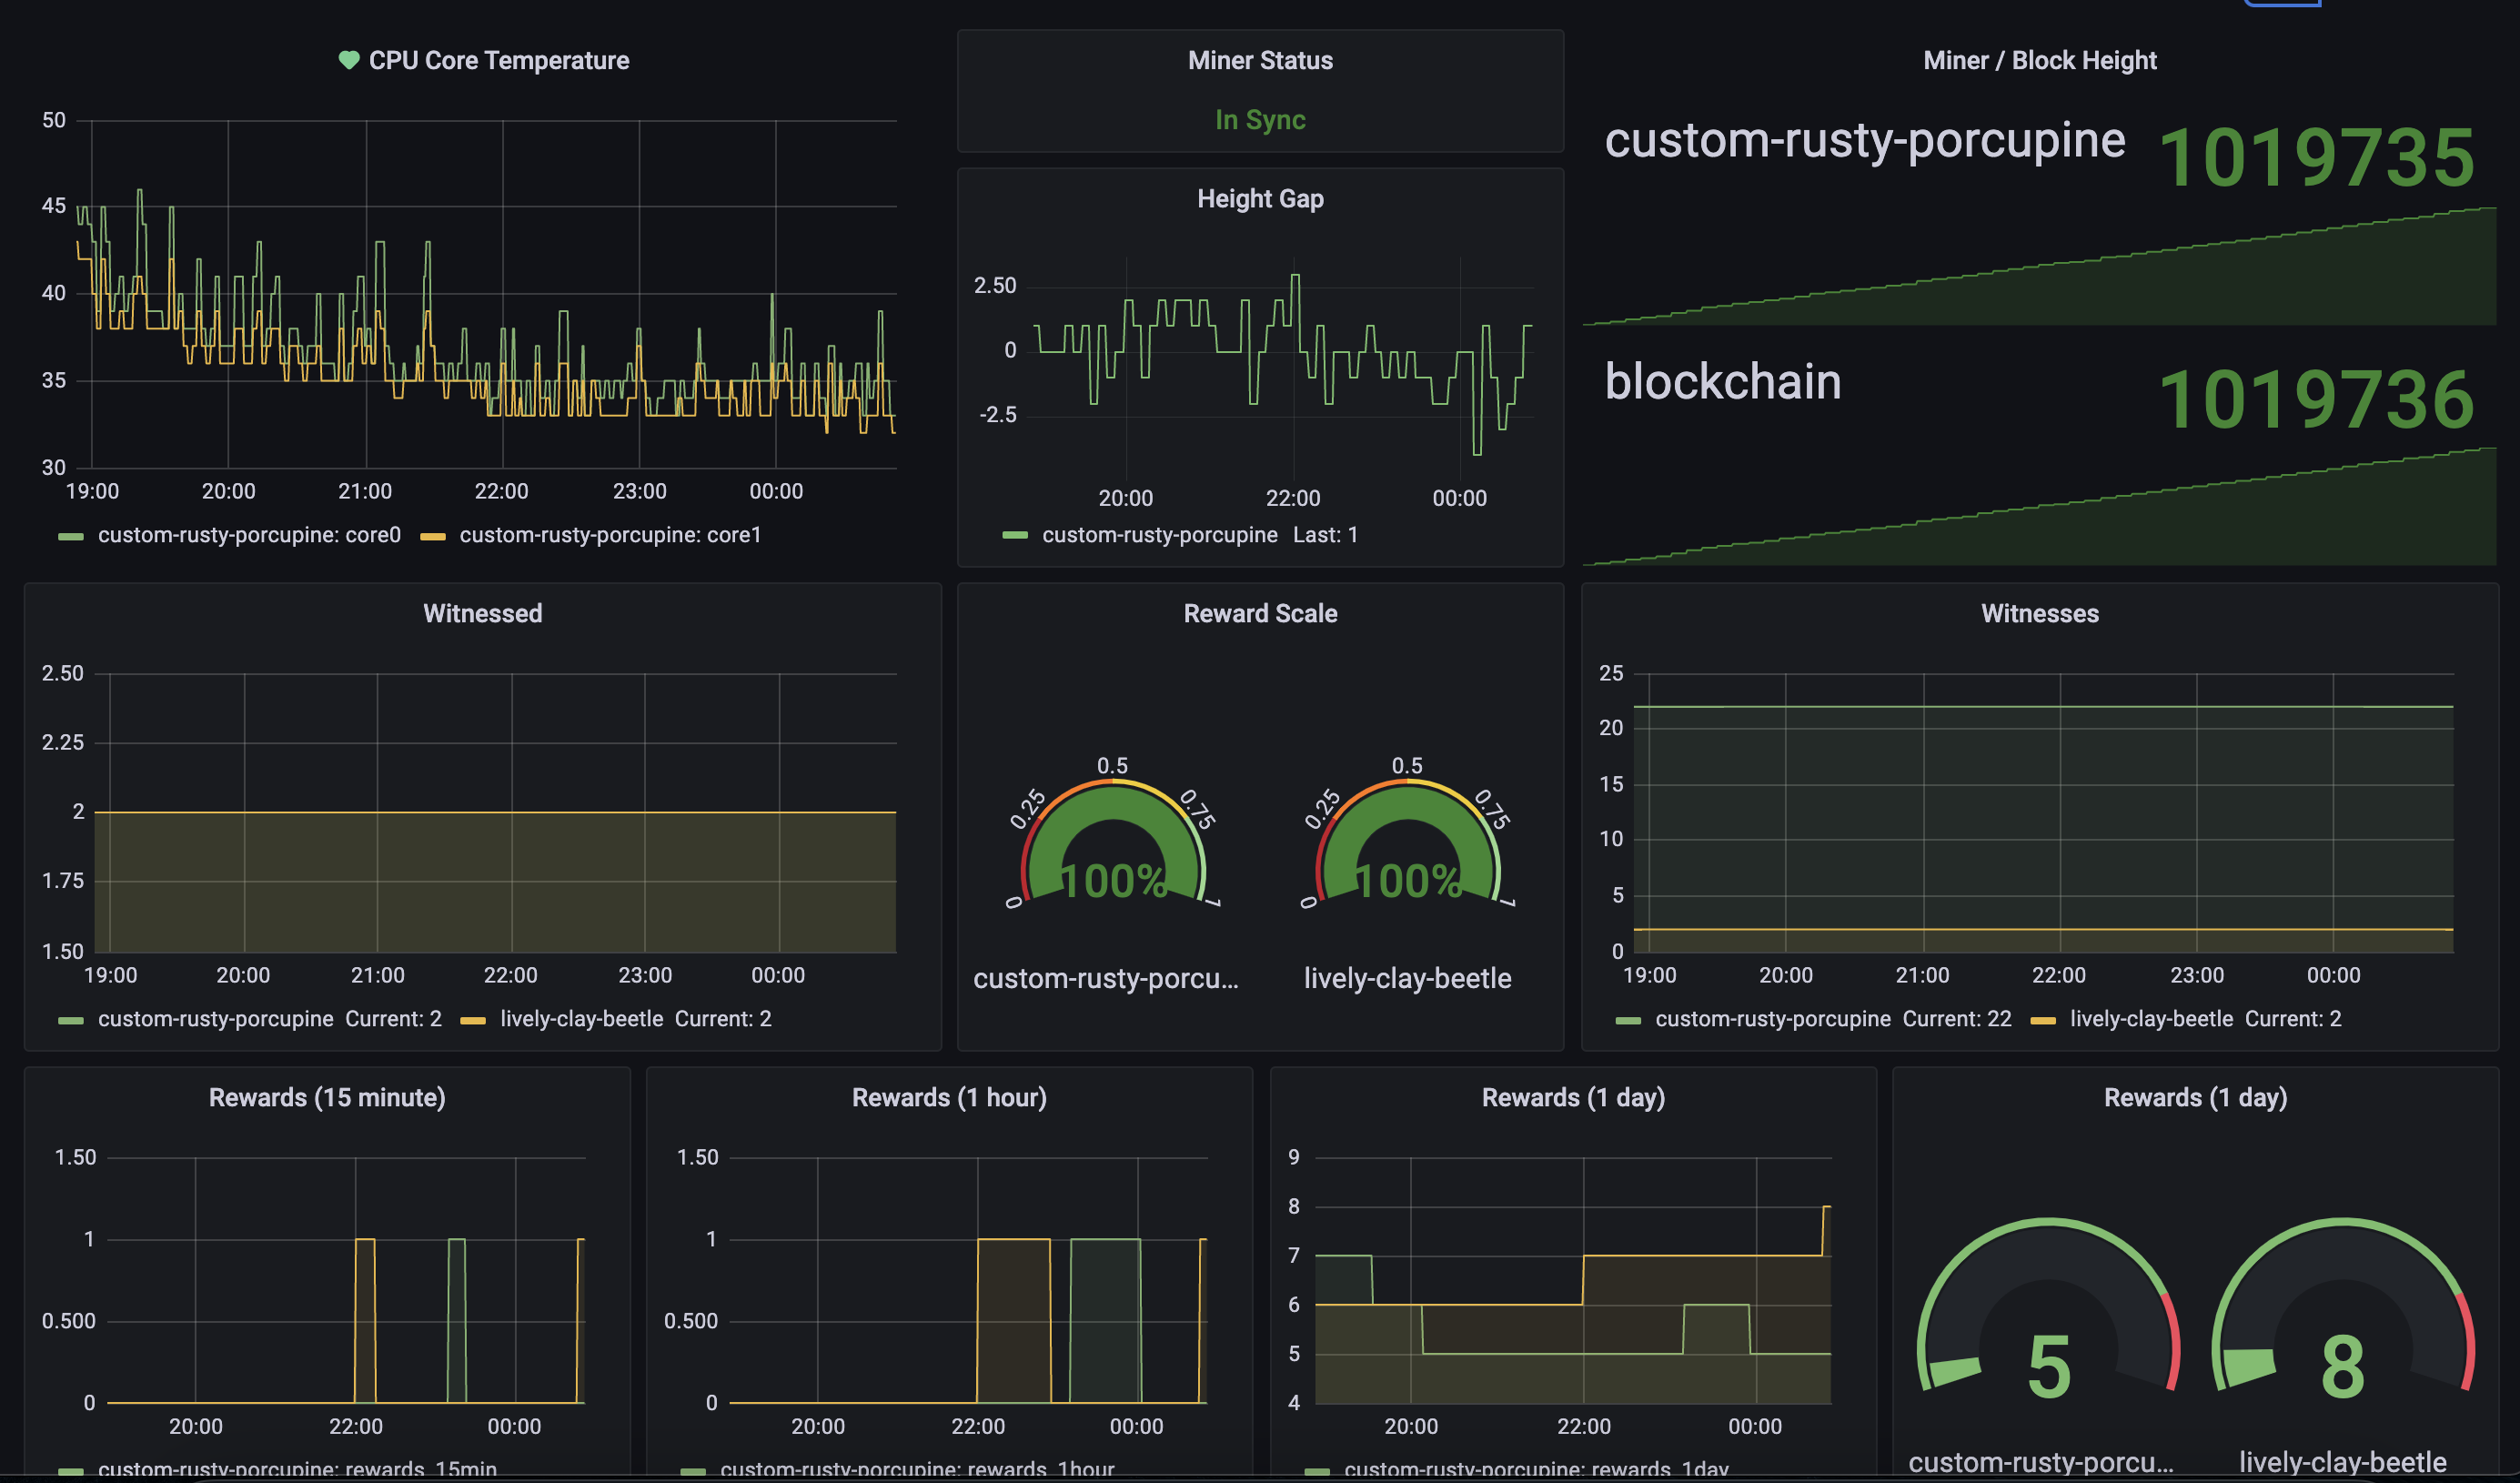 CPU Core Temperature
50
45
40
35
30
19:00 20:00 21:00 22:00 23:00 00:00
custom-rusty-porcupine: core0 custom-rusty-porcupine: core1
Miner Status
In Sync
Height Gap
2.50
0
-2.5
20:00 22:00 00:00
custom-rusty-porcupine Last: 1
Miner / Block Height
custom-rusty-porcupine 1019735
blockchain 1019736
Witnessed
2.50
2.25
2
1.75
1.50
19:00 20:00 21:00 22:00 23:00 00:00
custom-rusty-porcupine Current: 2 lively-clay-beetle Current: 2
Reward Scale
0 0.25 0.5 0.75 1
100%
custom-rusty-porcu...
0 0.25 0.5 0.75 1
100%
lively-clay-beetle
Witnesses
25
20
15
10
5
0
19:00 20:00 21:00 22:00 23:00 00:00
custom-rusty-porcupine Current: 22 lively-clay-beetle Current: 2
Rewards (15 minute)
1.50
1
0.500
0
20:00 22:00 00:00
custom-rusty-porcupine: rewards_15min
Rewards (1 hour)
1.50
1
0.500
0
20:00 22:00 00:00
custom-rusty-porcupine: rewards_1hour
Rewards (1 day)
9
8
7
6
5
4
20:00 22:00 00:00
custom-rusty-porcupine: rewards_1day
Rewards (1 day)
5
custom-rusty-porcu...
8
lively-clay-beetle